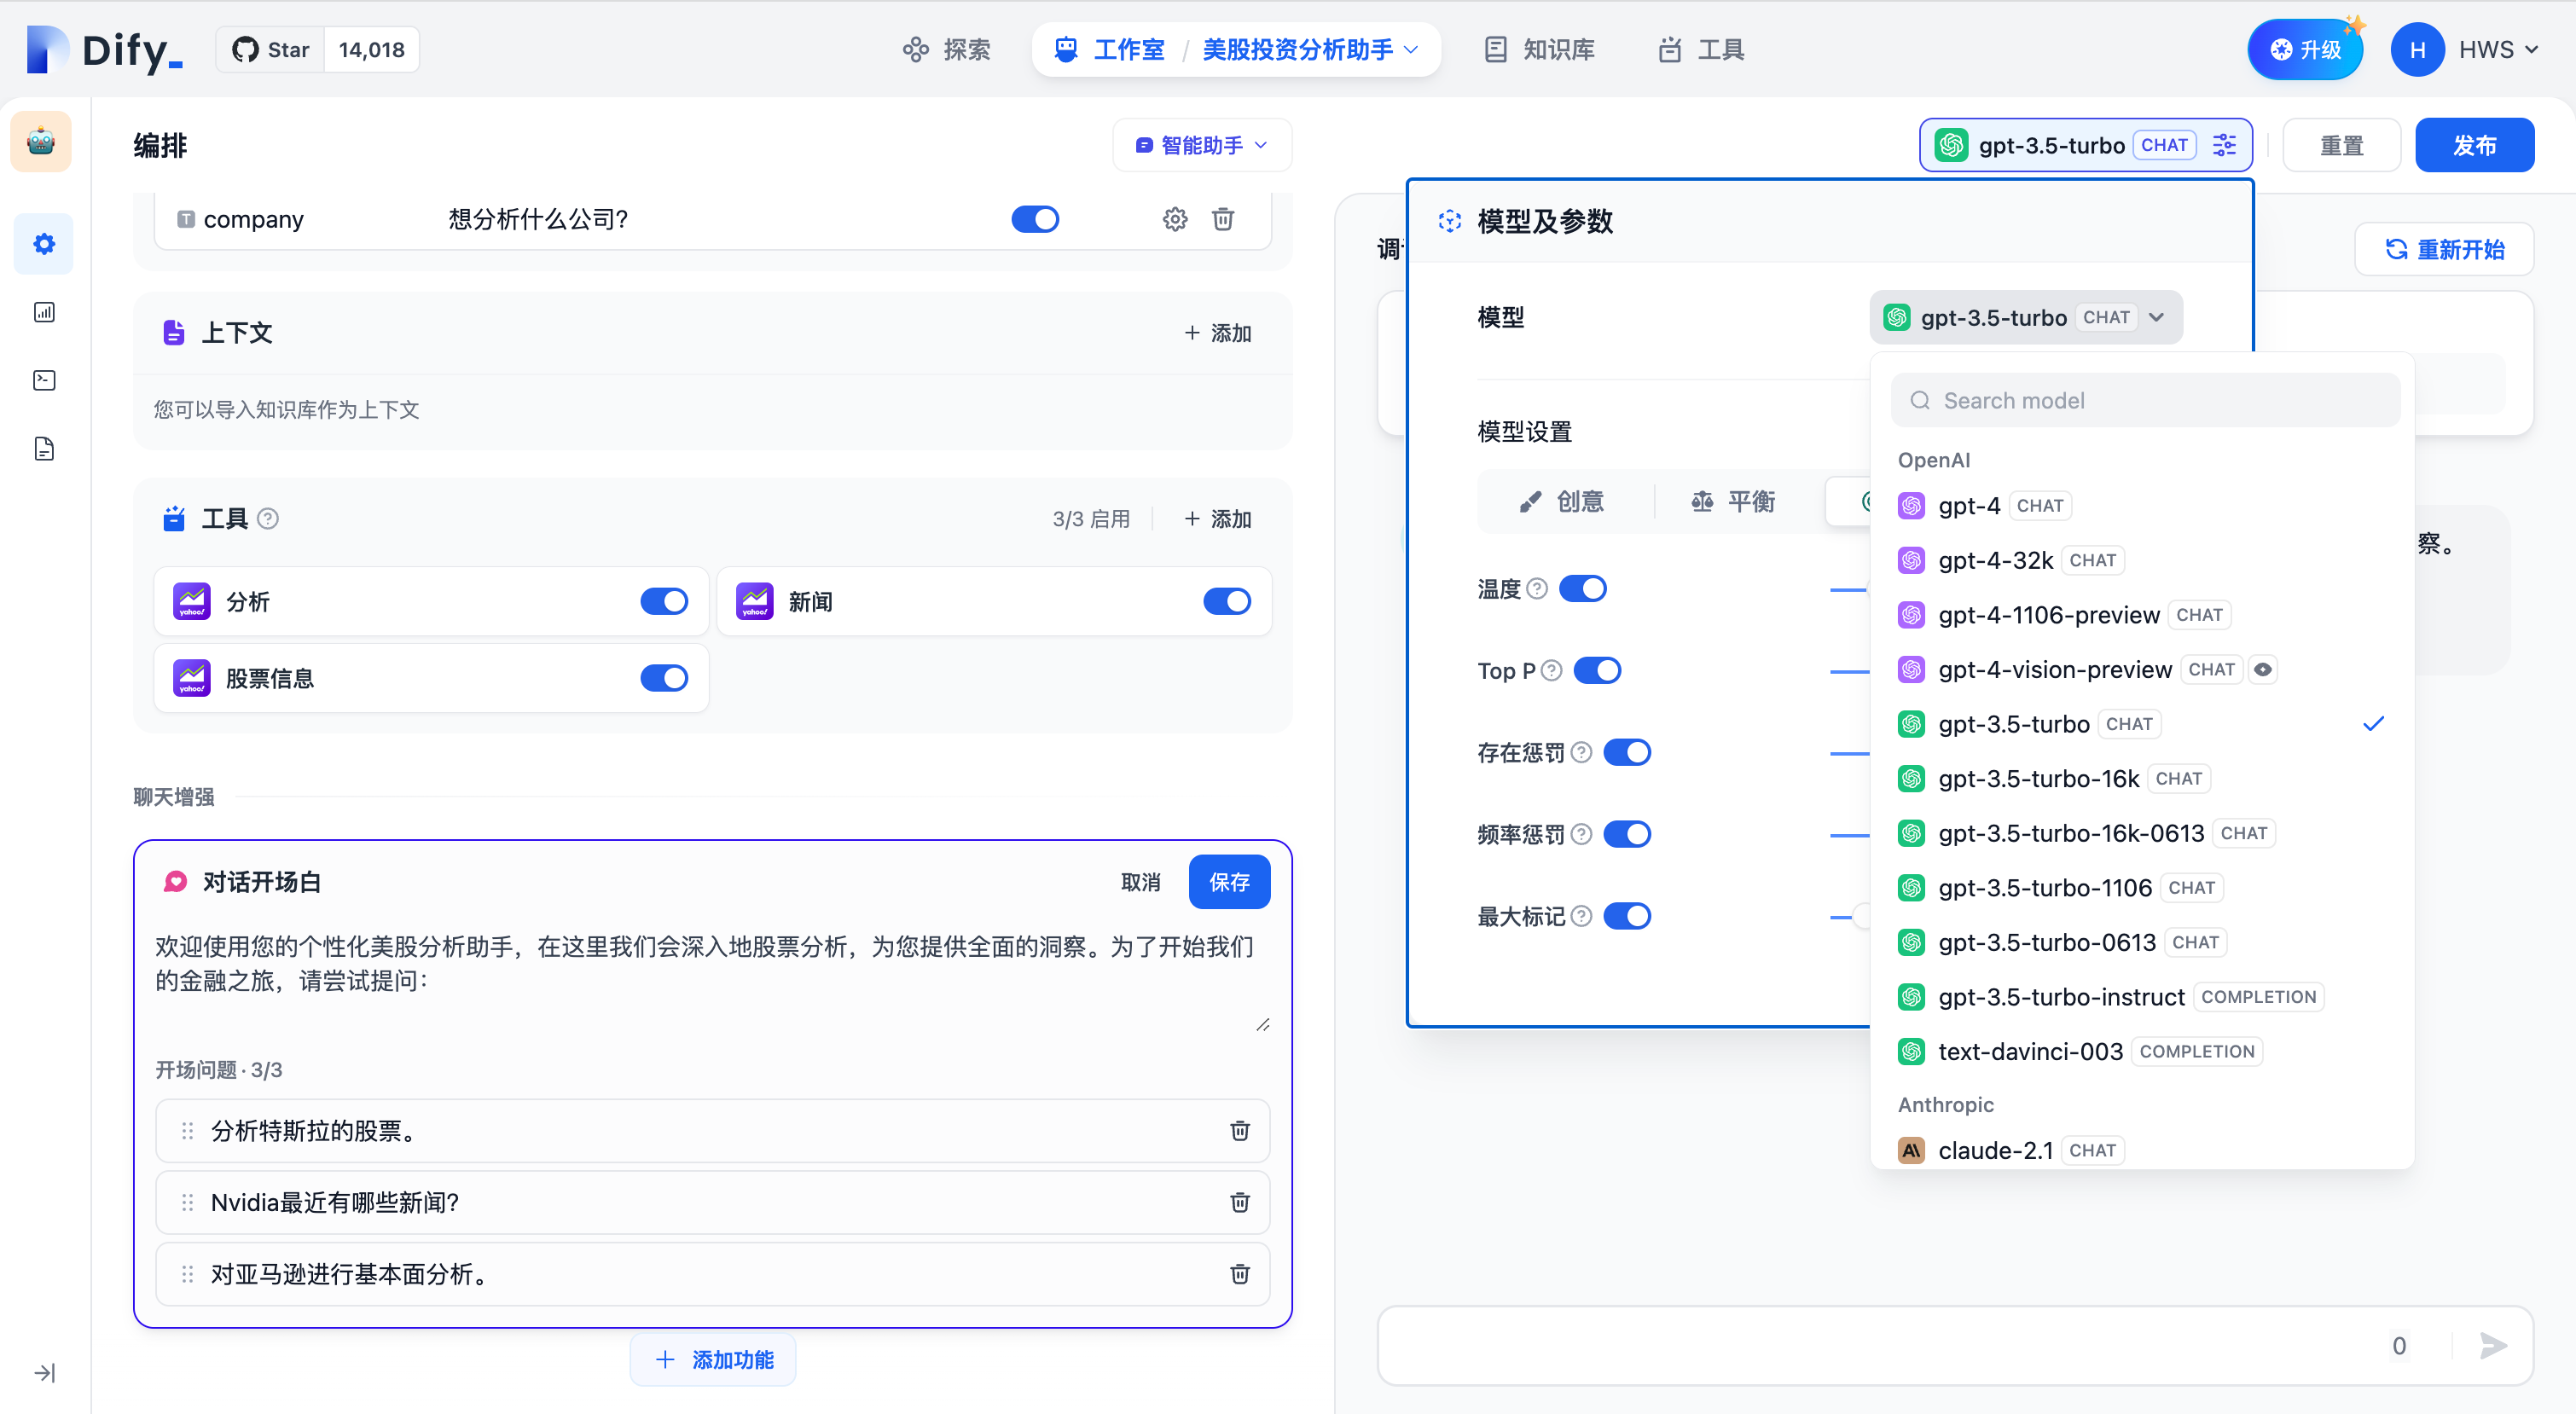 Dify_
Star 14,018
探索
工作室 / 美股投资分析助手
知识库
工具
升级
H HWS
编排
智能助手
gpt-3.5-turbo CHAT
重置
发布
company 想分析什么公司?
上下文
+ 添加
您可以导入知识库作为上下文
工具
3/3 启用
+ 添加
yahoo! 分析
yahoo! 新闻
yahoo! 股票信息
聊天增强
对话开场白
取消
保存
欢迎使用您的个性化美股分析助手，在这里我们会深入地股票分析，为您提供全面的洞察。为了开始我们
的金融之旅，请尝试提问：
开场问题 · 3/3
分析特斯拉的股票。
Nvidia最近有哪些新闻?
对亚马逊进行基本面分析。
+ 添加功能
重新开始
模型及参数
模型
gpt-3.5-turbo CHAT
模型设置
创意
平衡
温度
Top P
存在惩罚
频率惩罚
最大标记
Search model
OpenAI
gpt-4 CHAT
gpt-4-32k CHAT
gpt-4-1106-preview CHAT
gpt-4-vision-preview CHAT
gpt-3.5-turbo CHAT
gpt-3.5-turbo-16k CHAT
gpt-3.5-turbo-16k-0613 CHAT
gpt-3.5-turbo-1106 CHAT
gpt-3.5-turbo-0613 CHAT
gpt-3.5-turbo-instruct COMPLETION
text-davinci-003 COMPLETION
Anthropic
claude-2.1 CHAT
察。
0